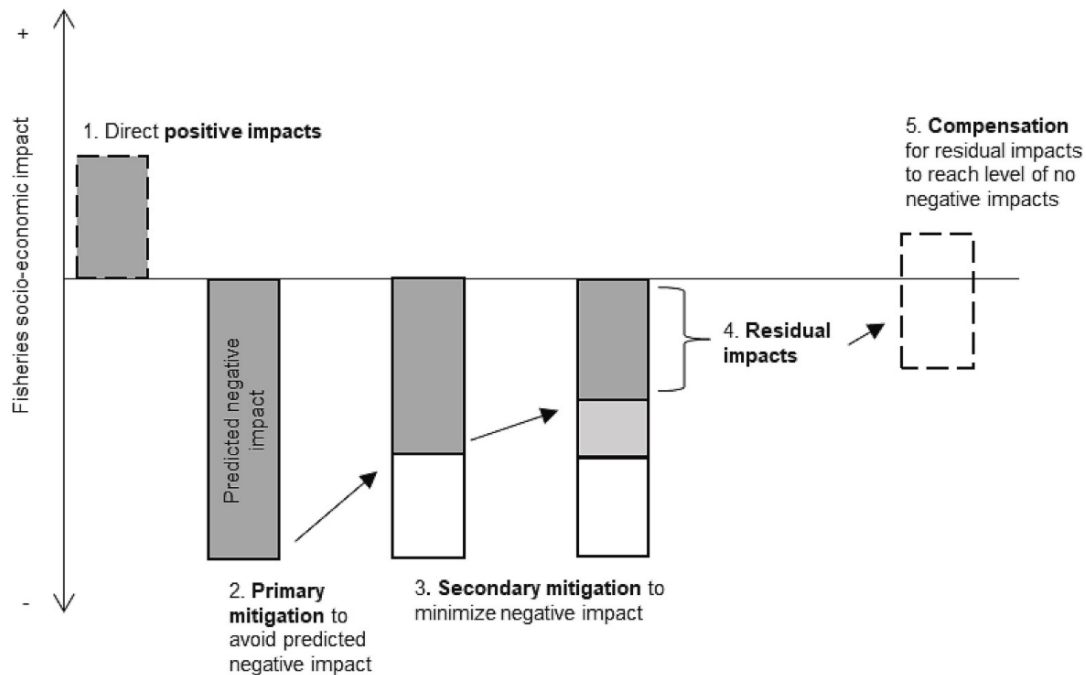 +
Fisheries socio-economic impact
-
1. Direct positive impacts
Predicted negative
impact
2. Primary
mitigation to
avoid predicted
negative impact
3. Secondary mitigation to
minimize negative impact
4. Residual
impacts
5. Compensation
for residual impacts
to reach level of no
negative impacts